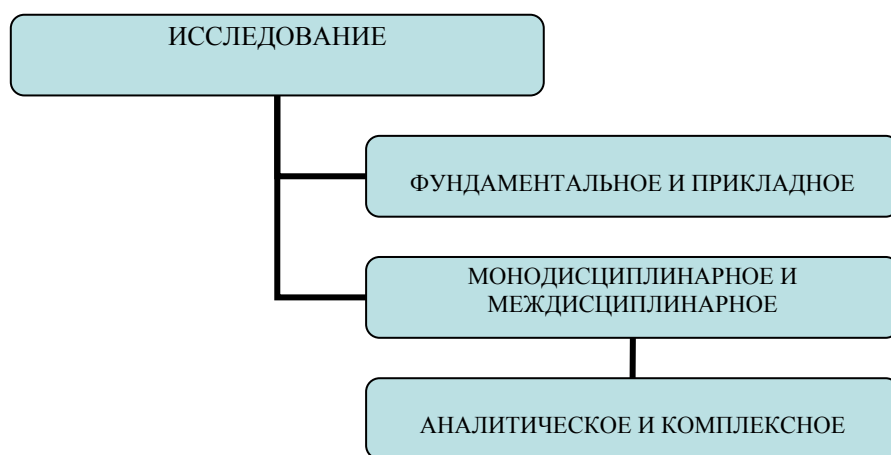 ИССЛЕДОВАНИЕ
ФУНДАМЕНТАЛЬНОЕ И ПРИКЛАДНОЕ
МОНОДИСЦИПЛИНАРНОЕ И
МЕЖДИСЦИПЛИНАРНОЕ
АНАЛИТИЧЕСКОЕ И КОМПЛЕКСНОЕ